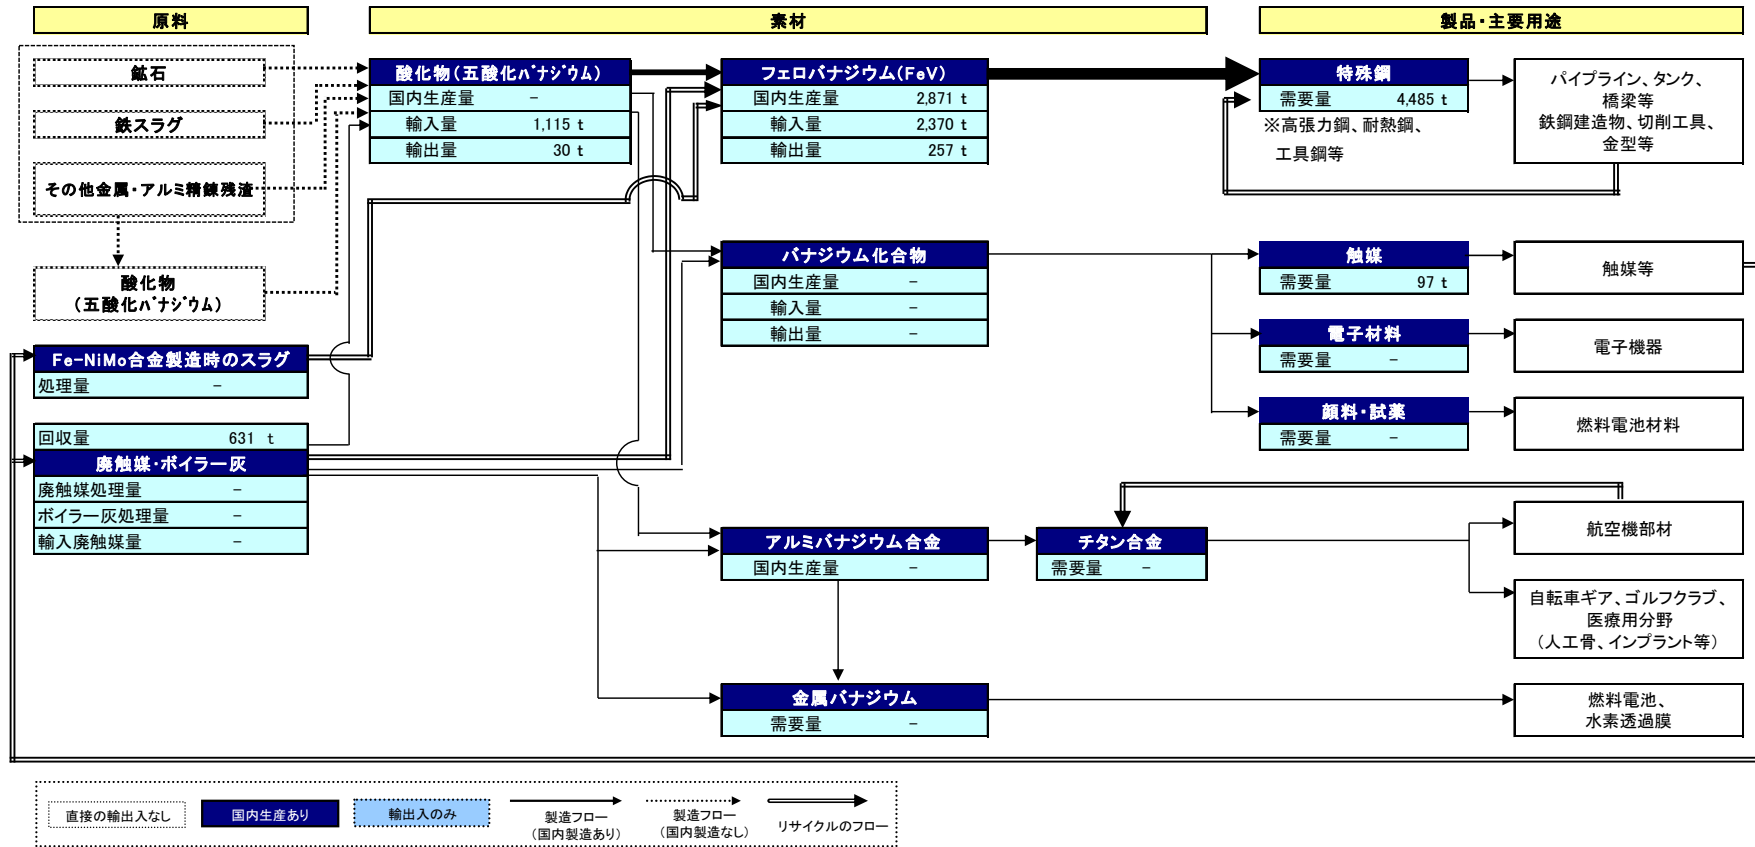 原料
素材
製品・主要用途
鉱石
鉄スラグ
その他金属・アルミ精錬残渣
酸化物
(五酸化バナジウム)
Fe-NiMo合金製造時のスラグ
処理量 -
回収量 631 t
廃触媒・ボイラー灰
廃触媒処理量 -
ボイラー灰処理量 -
輸入廃触媒量 -
酸化物(五酸化バナジウム)
国内生産量 -
輸入量 1,115 t
輸出量 30 t
フェロバナジウム(FeV)
国内生産量 2,871 t
輸入量 2,370 t
輸出量 257 t
バナジウム化合物
国内生産量 -
輸入量 -
輸出量 -
アルミバナジウム合金
国内生産量 -
チタン合金
需要量 -
金属バナジウム
需要量 -
特殊鋼
需要量 4,485 t
※高張力鋼、耐熱鋼、
工具鋼等
触媒
需要量 97 t
電子材料
需要量 -
顔料・試薬
需要量 -
パイプライン、タンク、
橋梁等
鉄鋼建造物、切削工具、
金型等
触媒等
電子機器
燃料電池材料
航空機部材
自転車ギア、ゴルフクラブ、
医療用分野
(人工骨、インプラント等)
燃料電池、
水素透過膜
直接の輸出入なし
国内生産あり
輸出入のみ
製造フロー
(国内製造あり)
製造フロー
(国内製造なし)
リサイクルのフロー